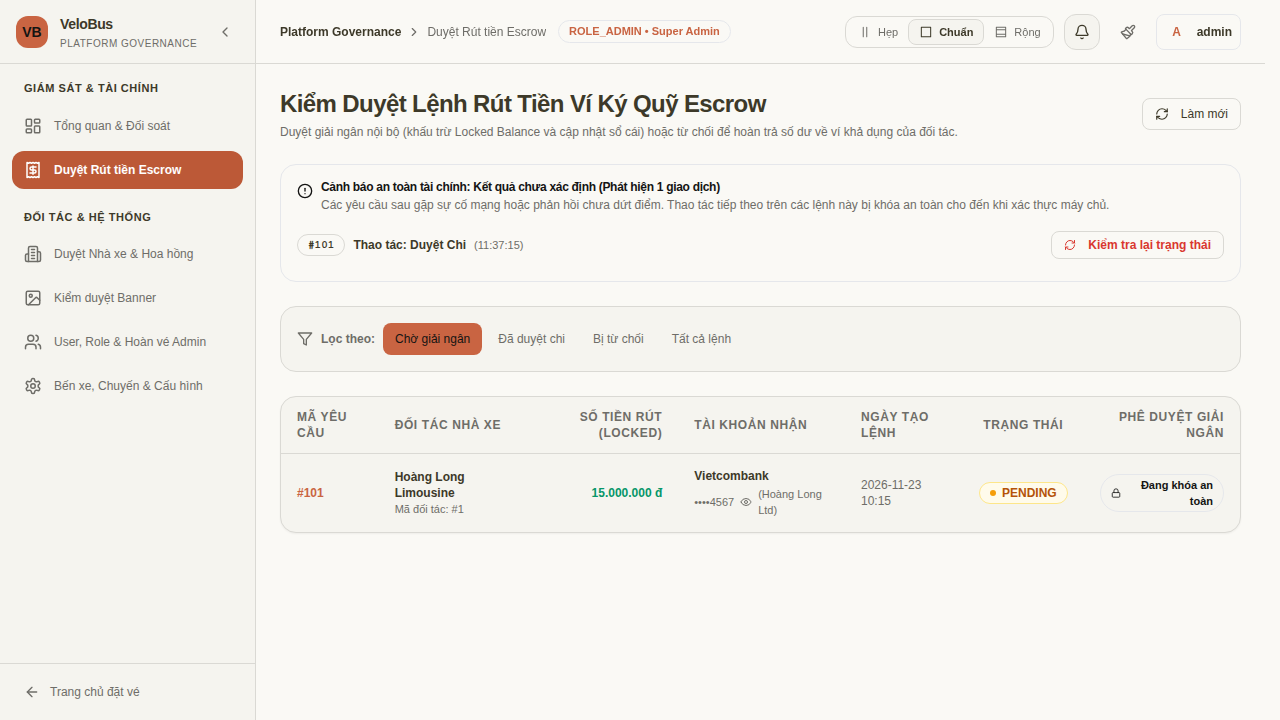 VB
VeloBus
PLATFORM GOVERNANCE
GIÁM SÁT & TÀI CHÍNH
Tổng quan & Đối soát
Duyệt Rút tiền Escrow
ĐỐI TÁC & HỆ THỐNG
Duyệt Nhà xe & Hoa hồng
Kiểm duyệt Banner
User, Role & Hoàn vé Admin
Bến xe, Chuyến & Cấu hình
Trang chủ đặt vé
Platform Governance
Duyệt Rút tiền Escrow
ROLE_ADMIN • Super Admin
Hẹp
Chuẩn
Rộng
A
admin
Kiểm Duyệt Lệnh Rút Tiền Ví Ký Quỹ Escrow
Duyệt giải ngân nội bộ (khấu trừ Locked Balance và cập nhật sổ cái) hoặc từ chối để hoàn trả số dư về ví khả dụng của đối tác.
Làm mới
Cảnh báo an toàn tài chính: Kết quả chưa xác định (Phát hiện 1 giao dịch)
Các yêu cầu sau gặp sự cố mạng hoặc phản hồi chưa dứt điểm. Thao tác tiếp theo trên các lệnh này bị khóa an toàn cho đến khi xác thực máy chủ.
#101
Thao tác: Duyệt Chi
(11:37:15)
Kiểm tra lại trạng thái
Lọc theo:
Chờ giải ngân
Đã duyệt chi
Bị từ chối
Tất cả lệnh
MÃ YÊU
CẦU
ĐỐI TÁC NHÀ XE
SỐ TIỀN RÚT
(LOCKED)
TÀI KHOẢN NHẬN
NGÀY TẠO
LỆNH
TRẠNG THÁI
PHÊ DUYỆT GIẢI
NGÂN
#101
Hoàng Long
Limousine
Mã đối tác: #1
15.000.000 đ
Vietcombank
••••4567
(Hoàng Long
Ltd)
2026-11-23
10:15
PENDING
Đang khóa an
toàn